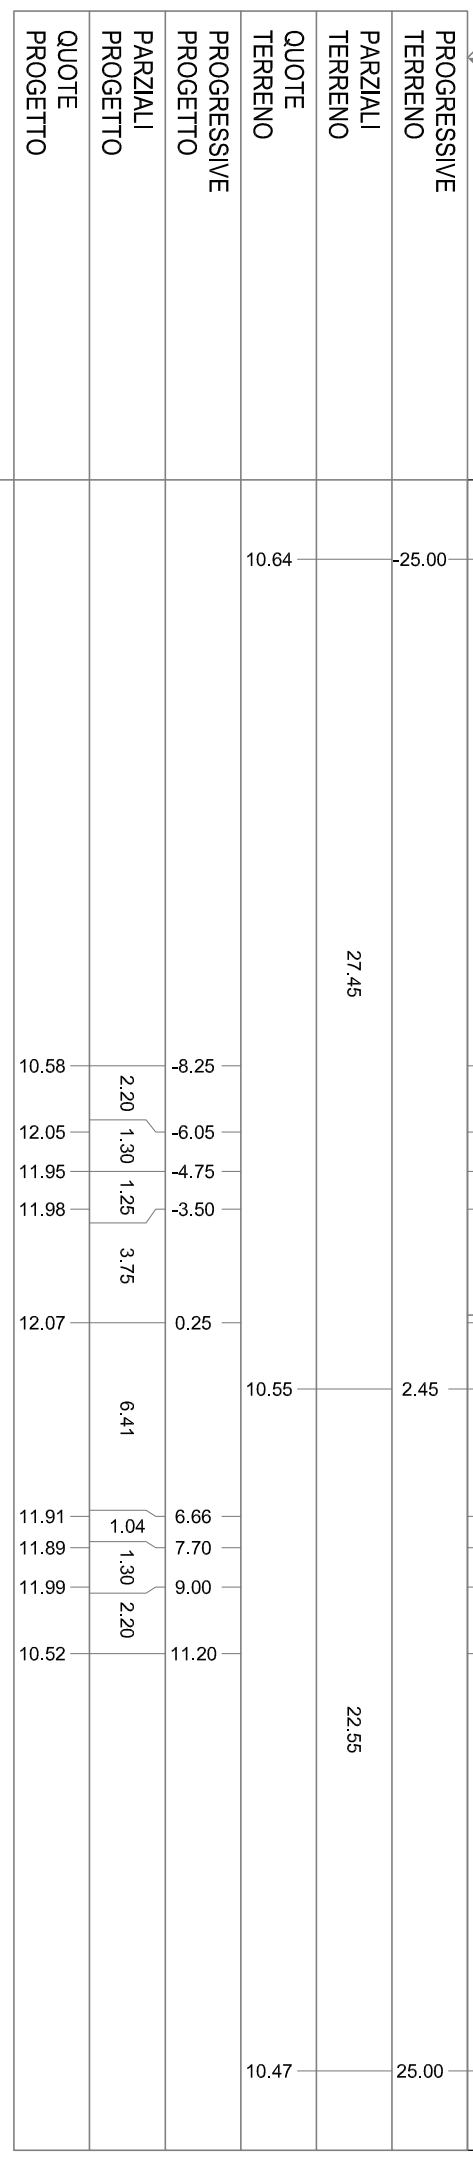 PROGRESSIVE
TERRENO
-25.00
2.45
25.00
PARZIALI
TERRENO
27.45
22.55
QUOTE
TERRENO
10.64
10.55
10.47
PROGRESSIVE
PROGETTO
-8.25
-6.05
-4.75
-3.50
0.25
6.66
7.70
9.00
11.20
PARZIALI
PROGETTO
2.20
1.30
1.25
3.75
6.41
1.04
1.30
2.20
QUOTE
PROGETTO
10.58
12.05
11.95
11.98
12.07
11.91
11.89
11.99
10.52